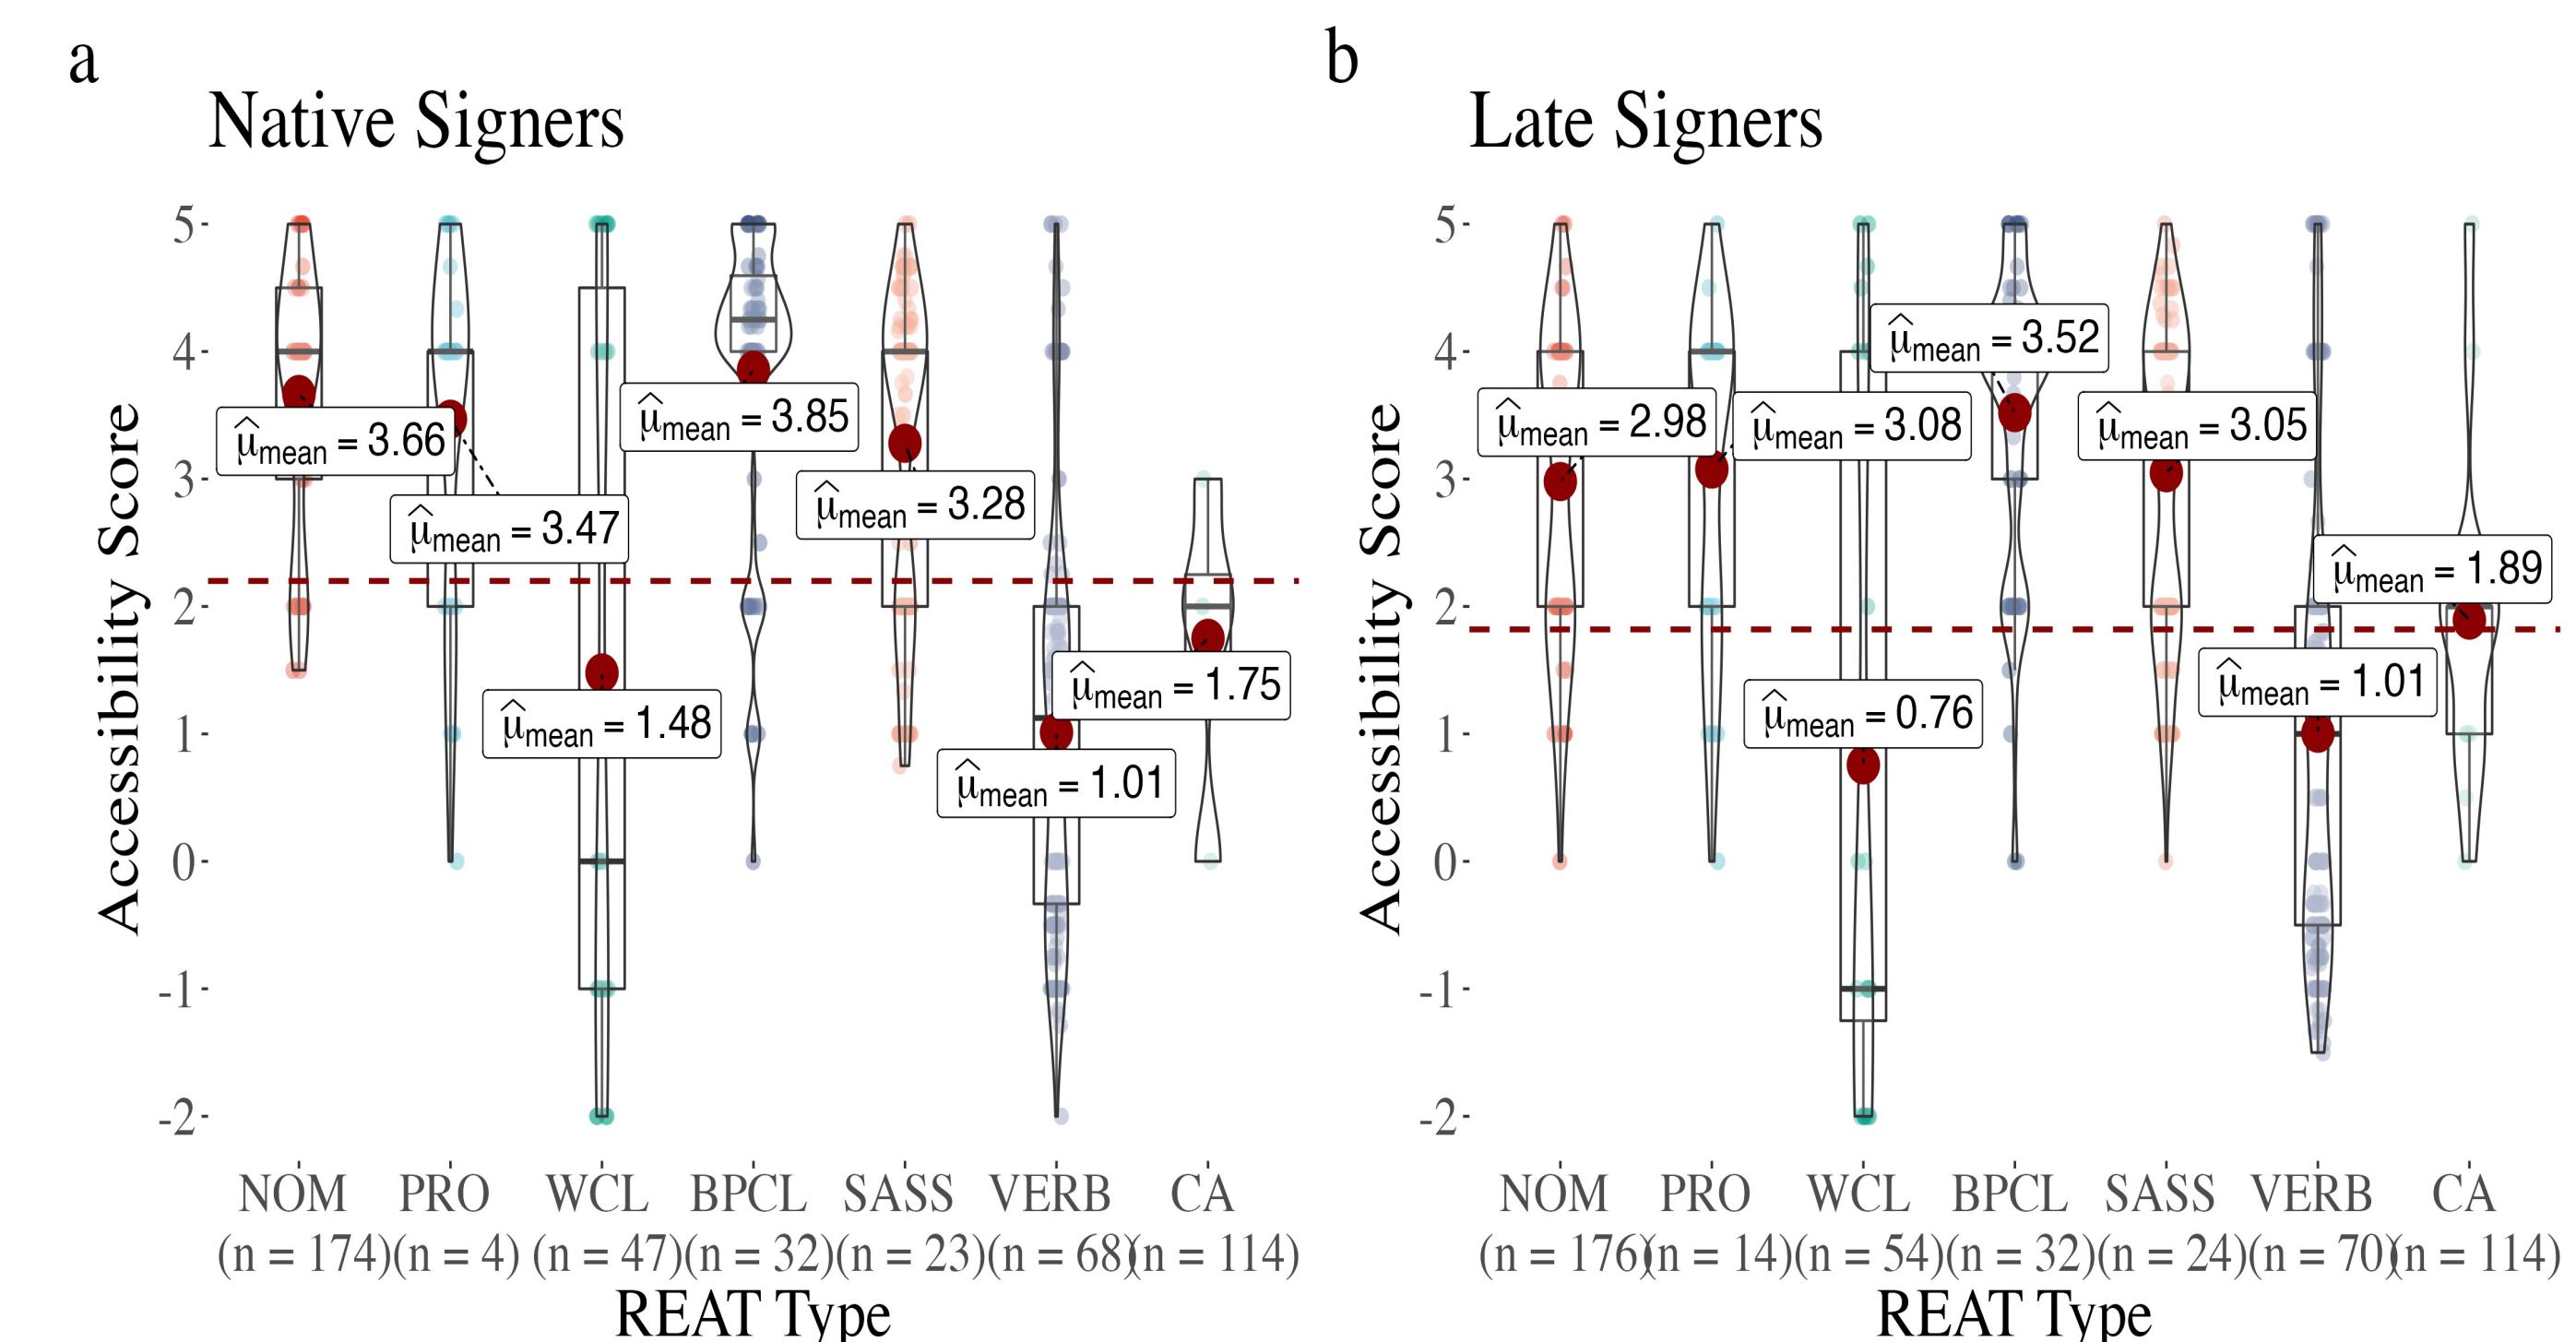 a
Native Signers
Accessibility Score
5
4
3
2
1
0
-1
-2
μ̂mean = 3.66
μ̂mean = 3.47
μ̂mean = 1.48
μ̂mean = 3.85
μ̂mean = 3.28
μ̂mean = 1.01
μ̂mean = 1.75
NOM PRO WCL BPCL SASS VERB CA
(n = 174)(n = 4) (n = 47)(n = 32)(n = 23)(n = 68)(n = 114)
REAT Type
b
Late Signers
Accessibility Score
5
4
3
2
1
0
-1
-2
μ̂mean = 2.98
μ̂mean = 3.08
μ̂mean = 0.76
μ̂mean = 3.52
μ̂mean = 3.05
μ̂mean = 1.01
μ̂mean = 1.89
NOM PRO WCL BPCL SASS VERB CA
(n = 176)(n = 14)(n = 54)(n = 32)(n = 24)(n = 70)(n = 114)
REAT Type